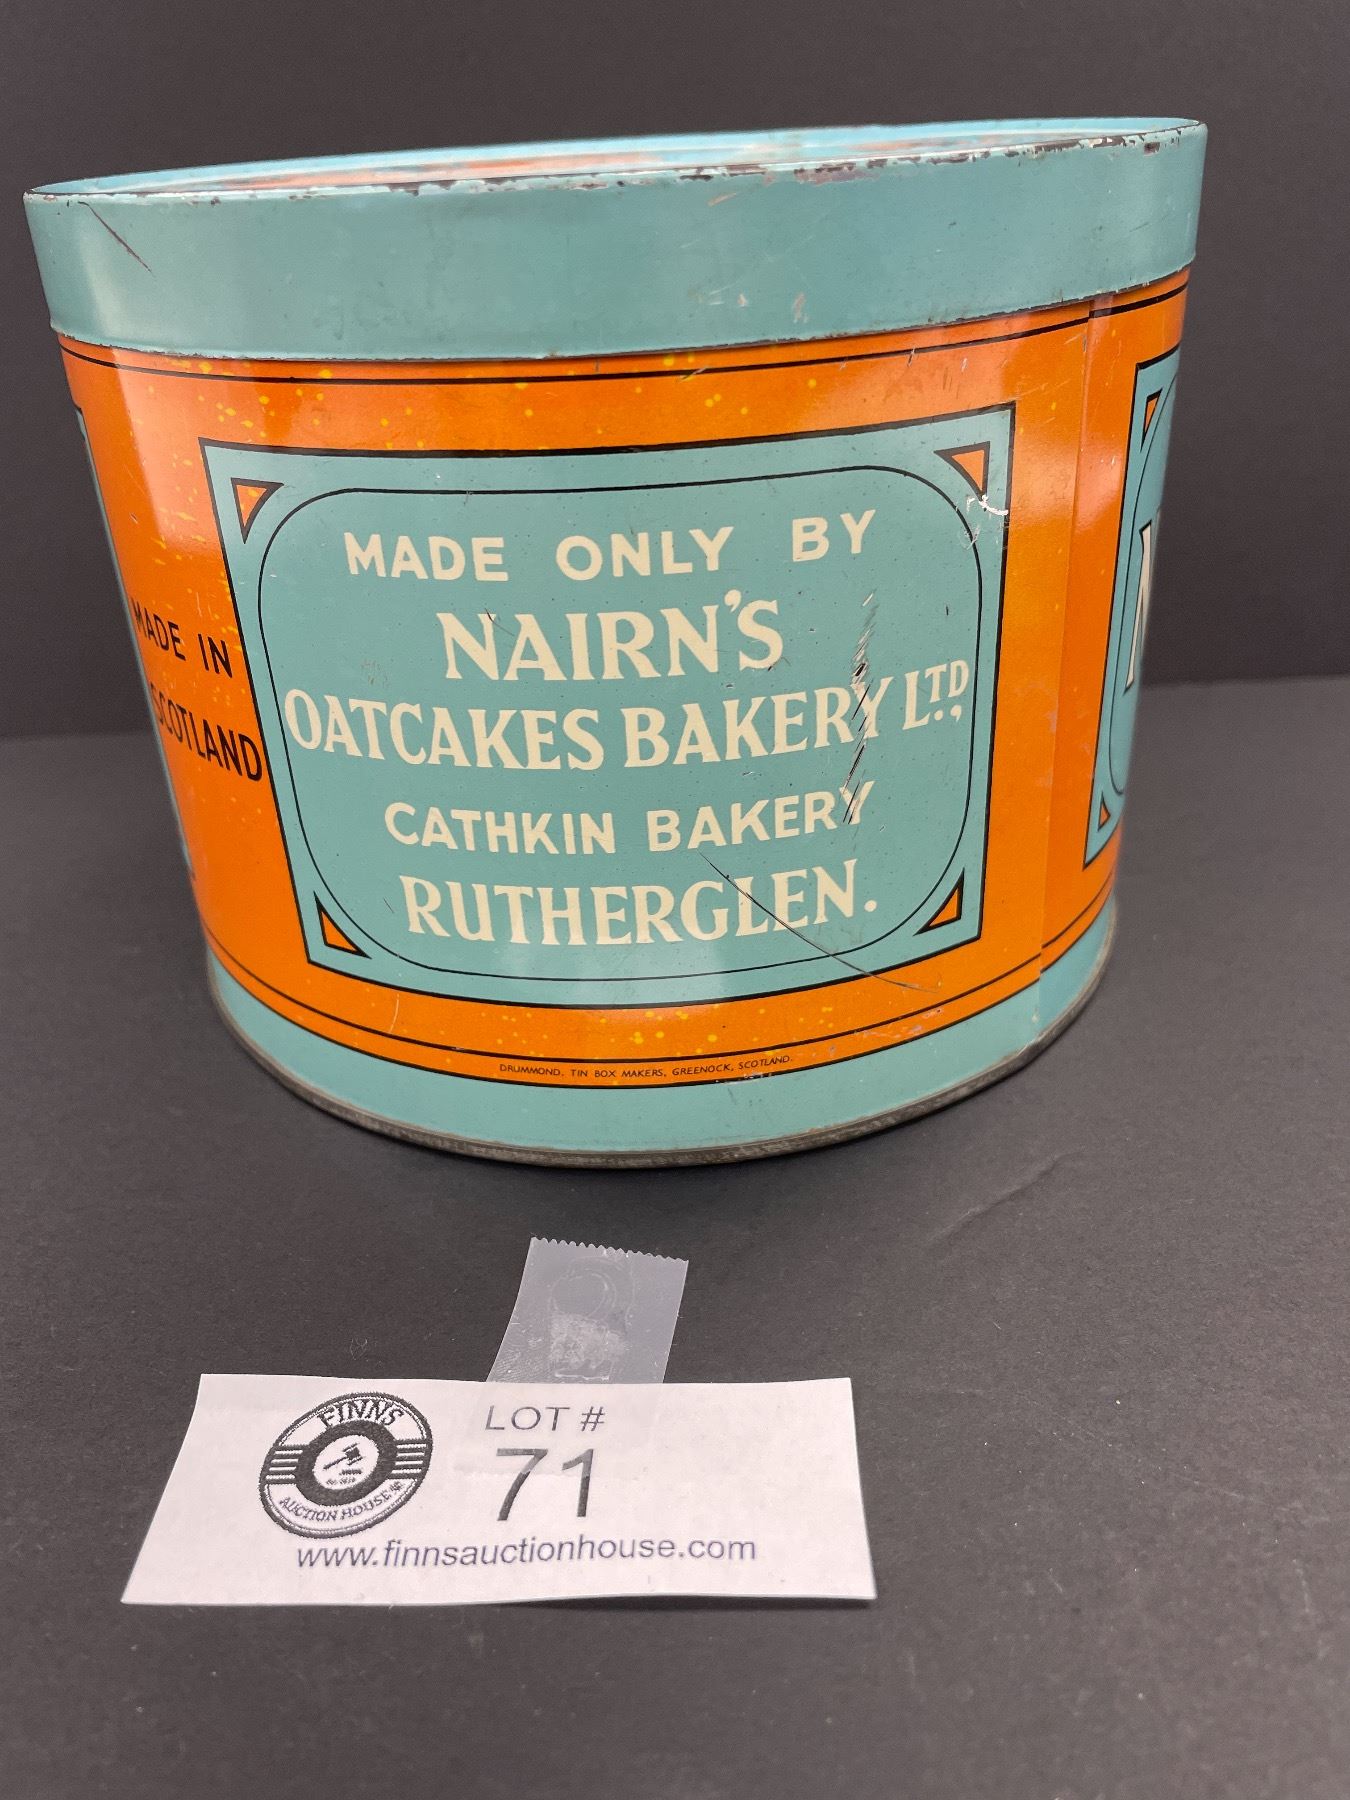 MADE IN
SCOTLAND
MADE ONLY BY
NAIRN'S
OATCAKES BAKERY LTD.,
CATHKIN BAKERY
RUTHERGLEN.
DRUMMOND, TIN BOX MAKERS, GREENOCK, SCOTLAND.
FINNS
AUCTION HOUSE
LOT #
71
www.finnsauctionhouse.com